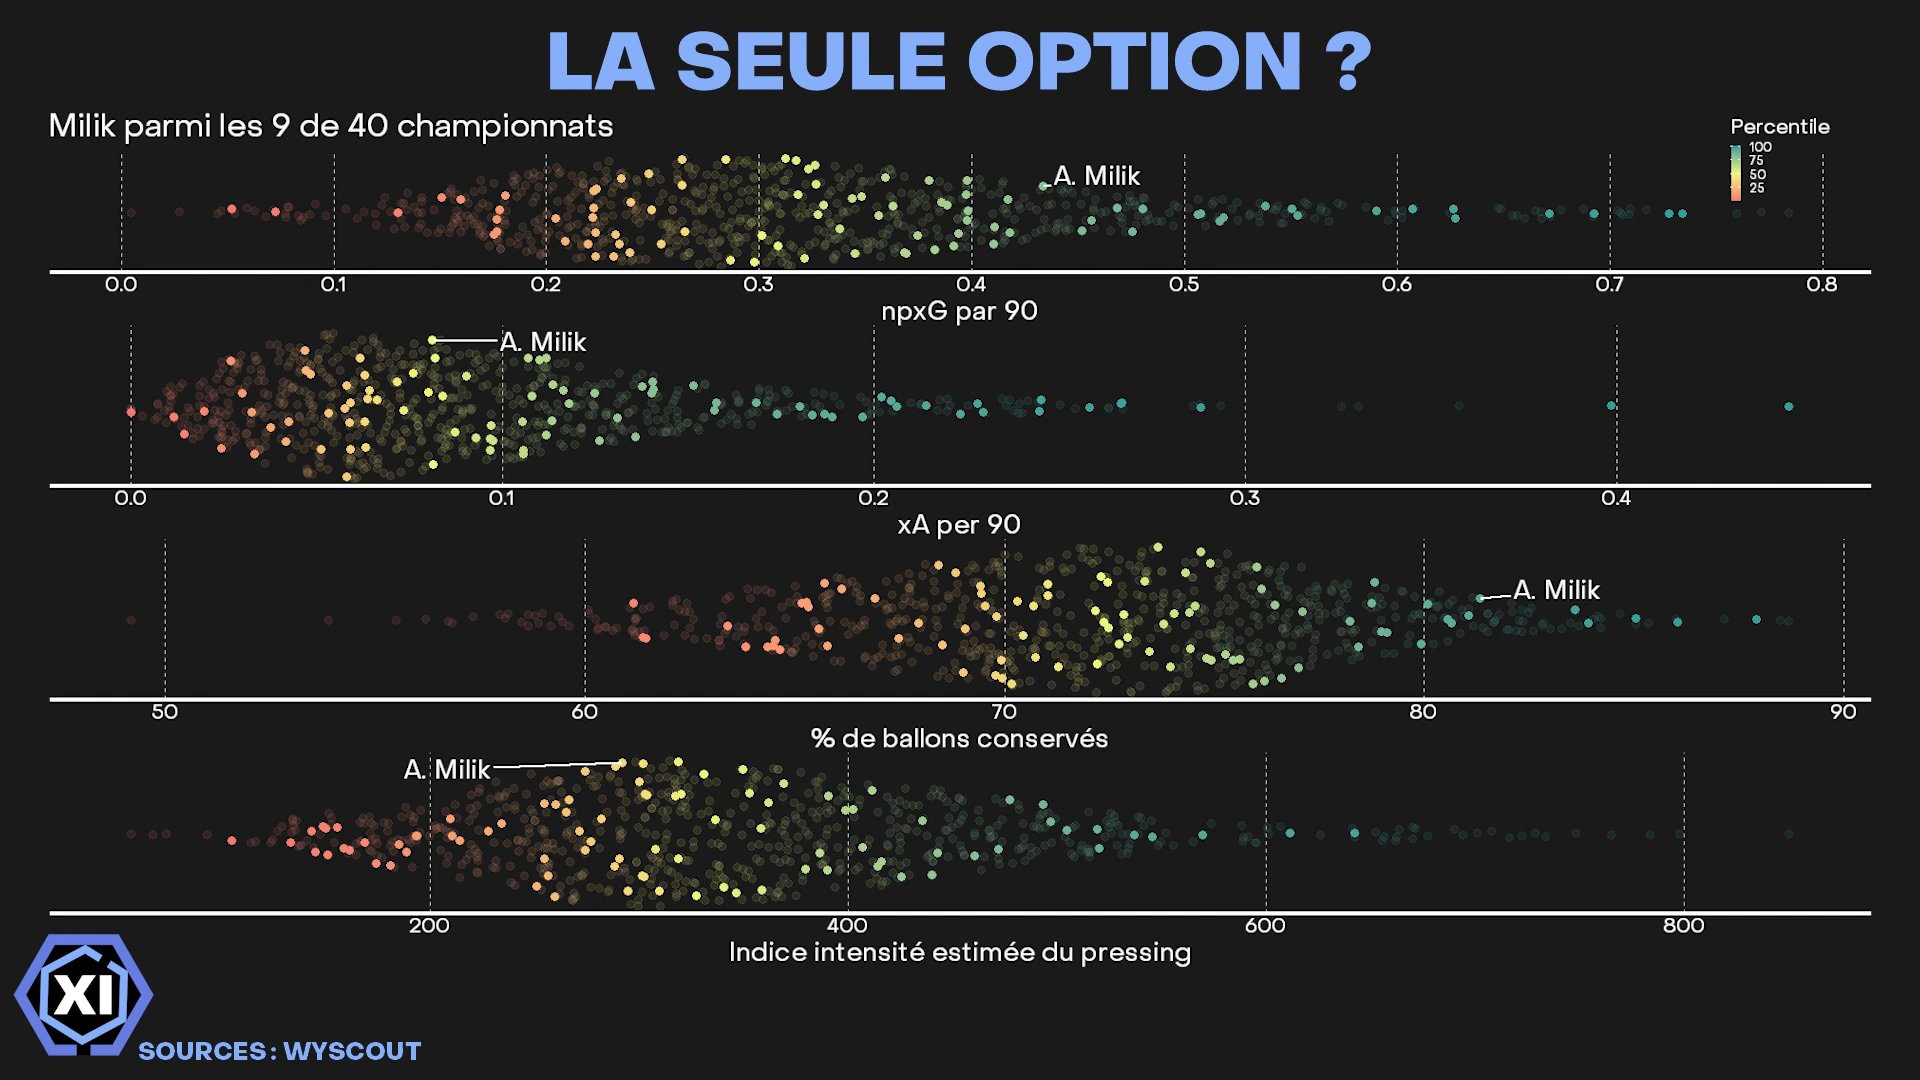 LA SEULE OPTION ?
Milik parmi les 9 de 40 championnats
Percentile
100
75
50
25
A. Milik
0.0 0.1 0.2 0.3 0.4 0.5 0.6 0.7 0.8
npxG par 90
A. Milik
0.0 0.1 0.2 0.3 0.4
xA per 90
A. Milik
50 60 70 80 90
% de ballons conservés
A. Milik
200 400 600 800
Indice intensité estimée du pressing
XI
SOURCES : WYSCOUT